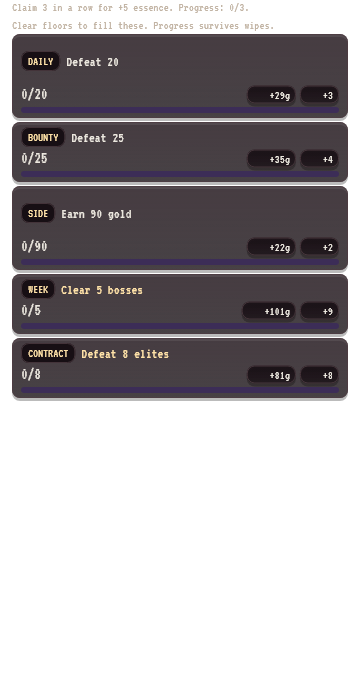 Claim 3 in a row for +5 essence. Progress: 0/3.
Clear floors to fill these. Progress survives wipes.
DAILY Defeat 20
0/20 +29g +3
BOUNTY Defeat 25
0/25 +35g +4
SIDE Earn 90 gold
0/90 +22g +2
WEEK Clear 5 bosses
0/5 +101g +9
CONTRACT Defeat 8 elites
0/8 +81g +8